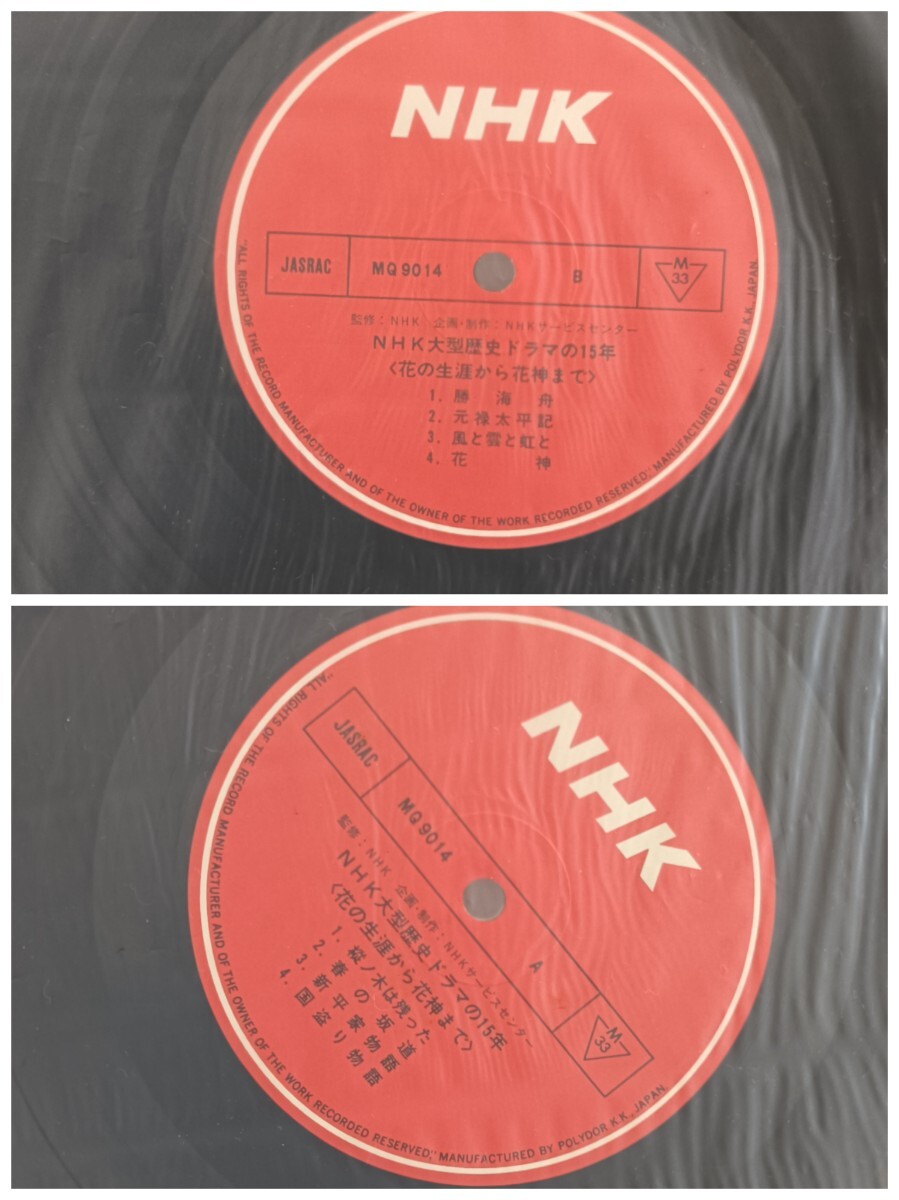 NHK
JASRAC MQ9014 B M 33
監修：NHK 企画・制作：NHKサービスセンター
NHK大型歴史ドラマの15年
〈花の生涯から花神まで〉
1. 勝海舟
2. 元禄太平記
3. 風と雲と虹と
4. 花神
"ALL RIGHTS OF THE RECORD MANUFACTURER AND OF THE OWNER OF THE WORK RECORDED RESERVED," MANUFACTURED BY POLYDOR K.K., JAPAN
NHK
JASRAC MQ9014 A M 33
監修：NHK 企画・制作：NHKサービスセンター
NHK大型歴史ドラマの15年
〈花の生涯から花神まで〉
1. 樅ノ木は残った
2. 春の坂道
3. 新平家物語
4. 国盗り物語
"ALL RIGHTS OF THE RECORD MANUFACTURER AND OF THE OWNER OF THE WORK RECORDED RESERVED," MANUFACTURED BY POLYDOR K.K., JAPAN